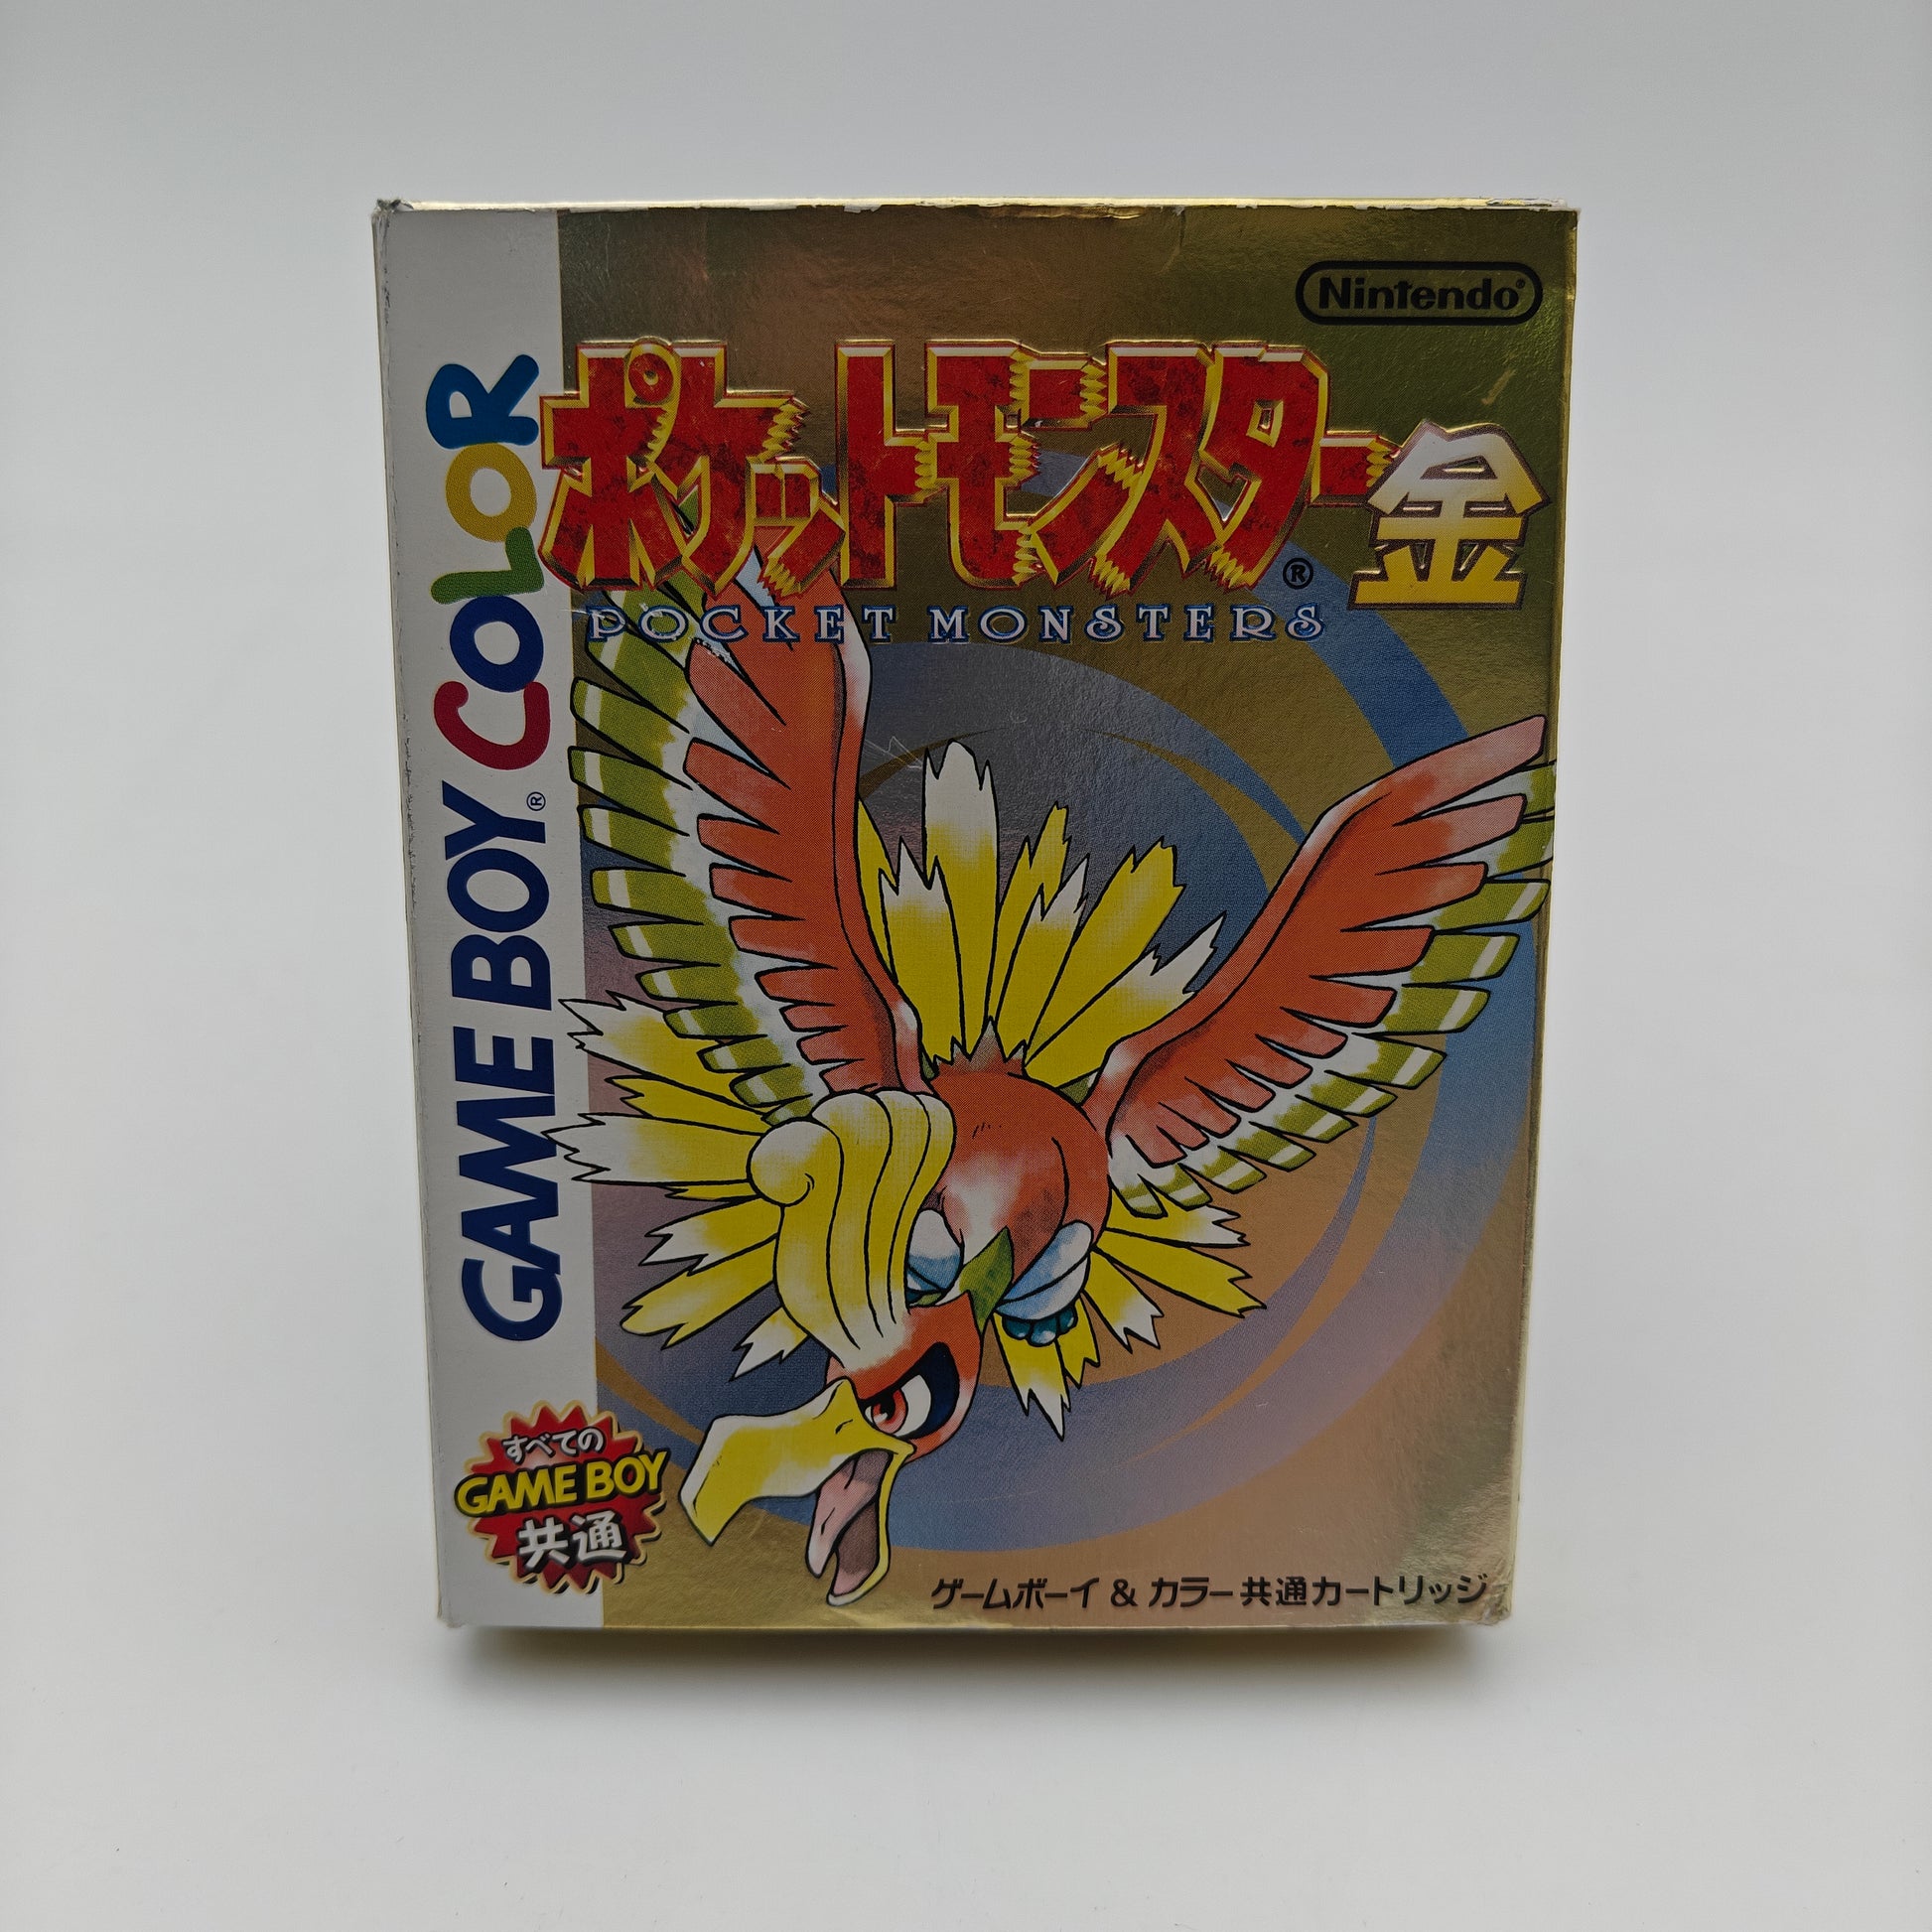 Nintendo®
ポケットモンスター金
®
POCKET MONSTERS
GAME BOY® COLOR
すべての
GAME BOY
共通
ゲームボーイ & カラー共通カートリッジ